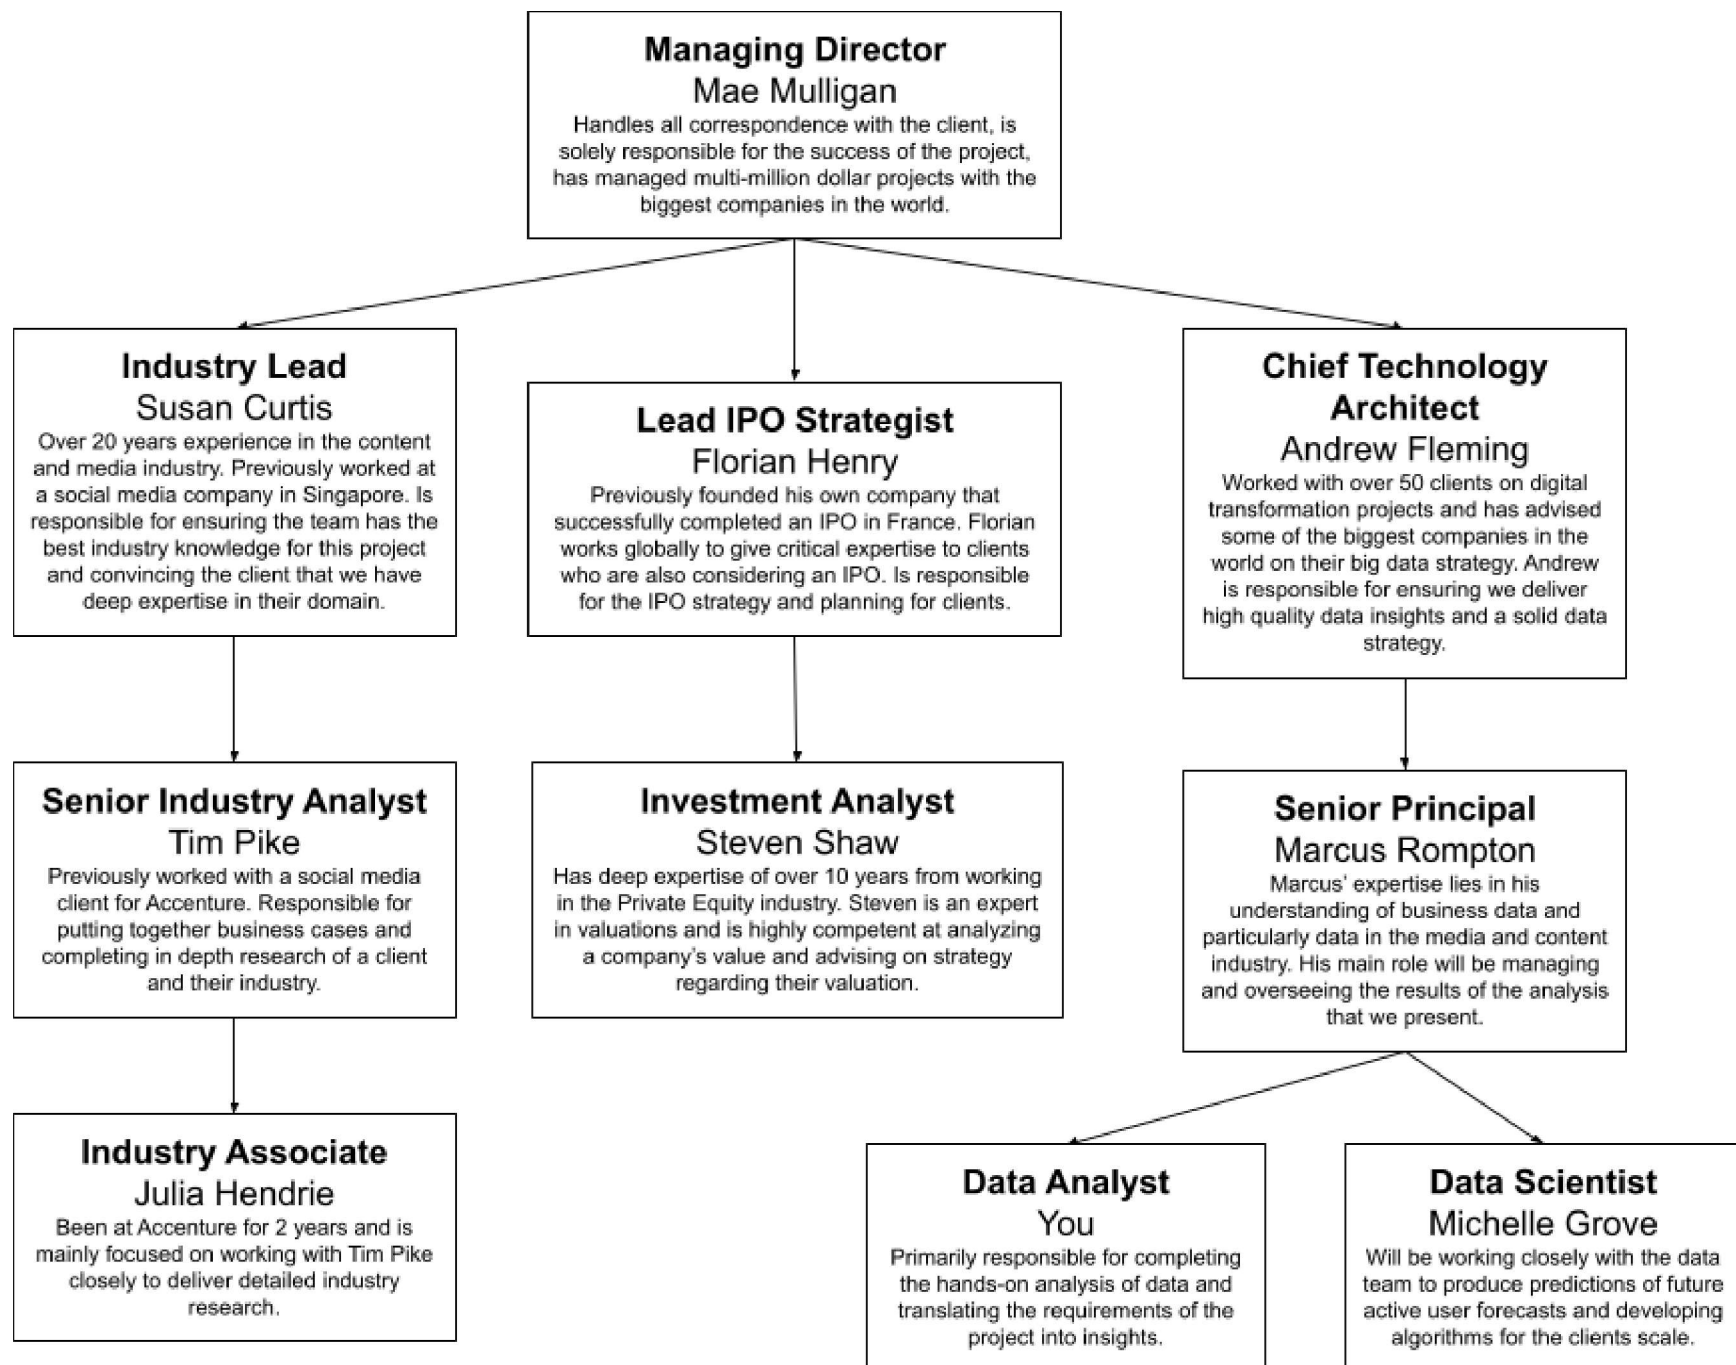 Managing Director
Mae Mulligan
Handles all correspondence with the client, is
solely responsible for the success of the project,
has managed multi-million dollar projects with the
biggest companies in the world.
Industry Lead
Susan Curtis
Over 20 years experience in the content
and media industry. Previously worked at
a social media company in Singapore. Is
responsible for ensuring the team has the
best industry knowledge for this project
and convincing the client that we have
deep expertise in their domain.
Lead IPO Strategist
Florian Henry
Previously founded his own company that
successfully completed an IPO in France. Florian
works globally to give critical expertise to clients
who are also considering an IPO. Is responsible
for the IPO strategy and planning for clients.
Chief Technology
Architect
Andrew Fleming
Worked with over 50 clients on digital
transformation projects and has advised
some of the biggest companies in the
world on their big data strategy. Andrew
is responsible for ensuring we deliver
high quality data insights and a solid data
strategy.
Senior Industry Analyst
Tim Pike
Previously worked with a social media
client for Accenture. Responsible for
putting together business cases and
completing in depth research of a client
and their industry.
Investment Analyst
Steven Shaw
Has deep expertise of over 10 years from working
in the Private Equity industry. Steven is an expert
in valuations and is highly competent at analyzing
a company's value and advising on strategy
regarding their valuation.
Senior Principal
Marcus Rompton
Marcus' expertise lies in his
understanding of business data and
particularly data in the media and content
industry. His main role will be managing
and overseeing the results of the analysis
that we present.
Industry Associate
Julia Hendrie
Been at Accenture for 2 years and is
mainly focused on working with Tim Pike
closely to deliver detailed industry
research.
Data Analyst
You
Primarily responsible for completing
the hands-on analysis of data and
translating the requirements of the
project into insights.
Data Scientist
Michelle Grove
Will be working closely with the data
team to produce predictions of future
active user forecasts and developing
algorithms for the clients scale.